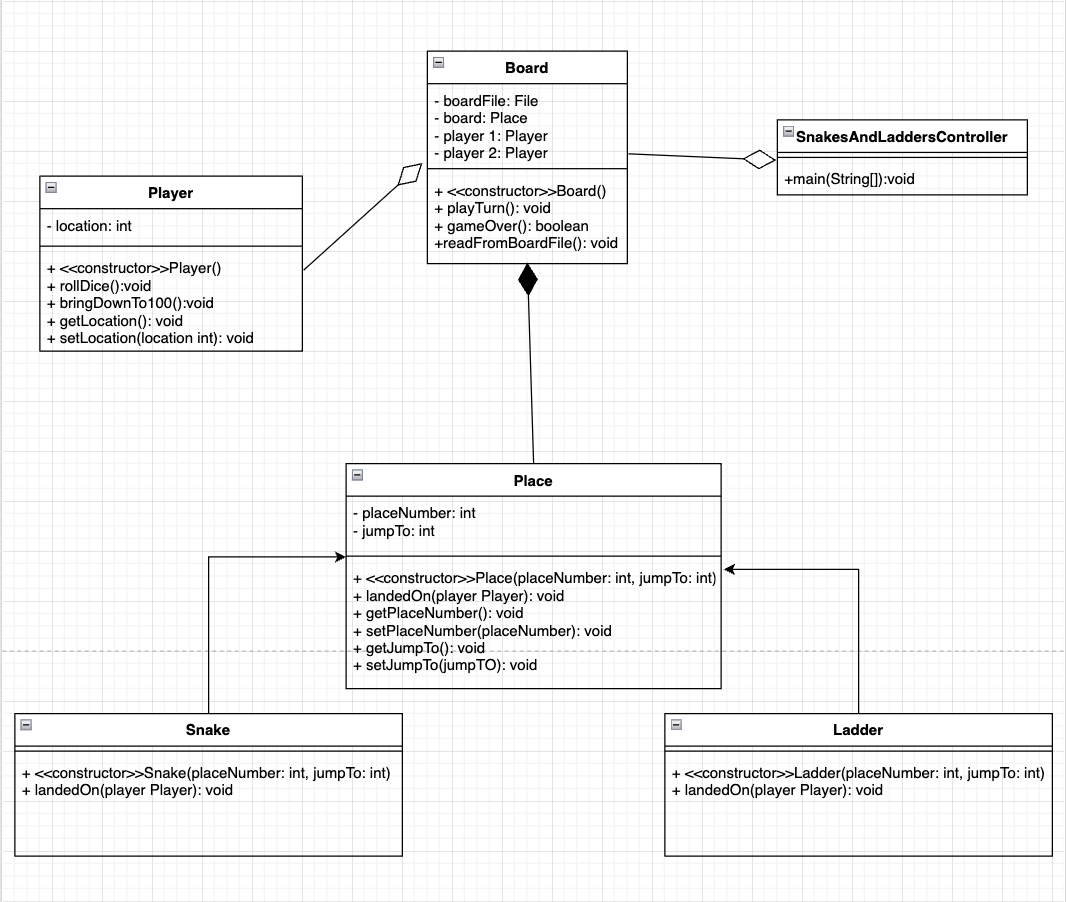 Board
- boardFile: File
- board: Place
- player 1: Player
- player 2: Player
+ <<constructor>>Board()
+ playTurn(): void
+ gameOver(): boolean
+readFromBoardFile(): void
SnakesAndLaddersController
+main(String[]):void
Player
- location: int
+ <<constructor>>Player()
+ rollDice():void
+ bringDownTo100():void
+ getLocation(): void
+ setLocation(location int): void
Place
- placeNumber: int
- jumpTo: int
+ <<constructor>>Place(placeNumber: int, jumpTo: int)
+ landedOn(player Player): void
+ getPlaceNumber(): void
+ setPlaceNumber(placeNumber): void
+ getJumpTo(): void
+ setJumpTo(jumpTO): void
Snake
+ <<constructor>>Snake(placeNumber: int, jumpTo: int)
+ landedOn(player Player): void
Ladder
+ <<constructor>>Ladder(placeNumber: int, jumpTo: int)
+ landedOn(player Player): void